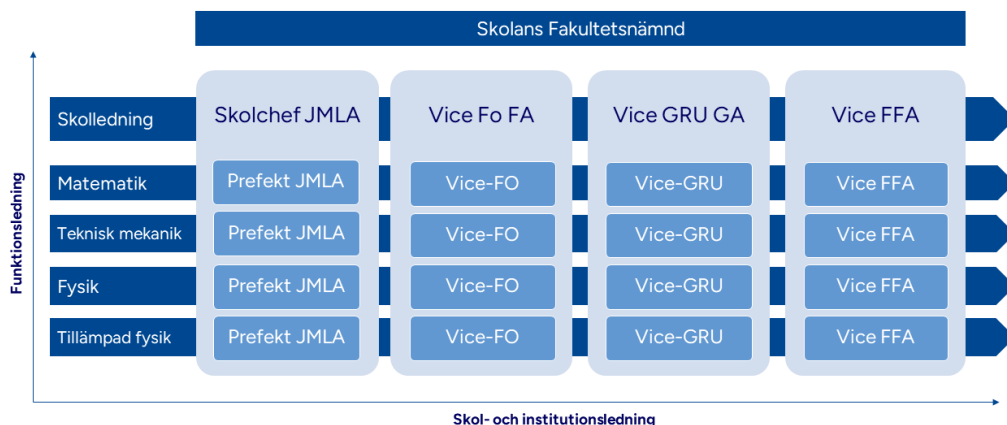 Skolans Fakultetsnämnd
Funktionsledning
Skolledning
Skolchef JMLA
Vice Fo FA
Vice GRU GA
Vice FFA
Matematik
Prefekt JMLA
Vice-FO
Vice-GRU
Vice FFA
Teknisk mekanik
Prefekt JMLA
Vice-FO
Vice-GRU
Vice FFA
Fysik
Prefekt JMLA
Vice-FO
Vice-GRU
Vice FFA
Tillämpad fysik
Prefekt JMLA
Vice-FO
Vice-GRU
Vice FFA
Skol- och institutionsledning